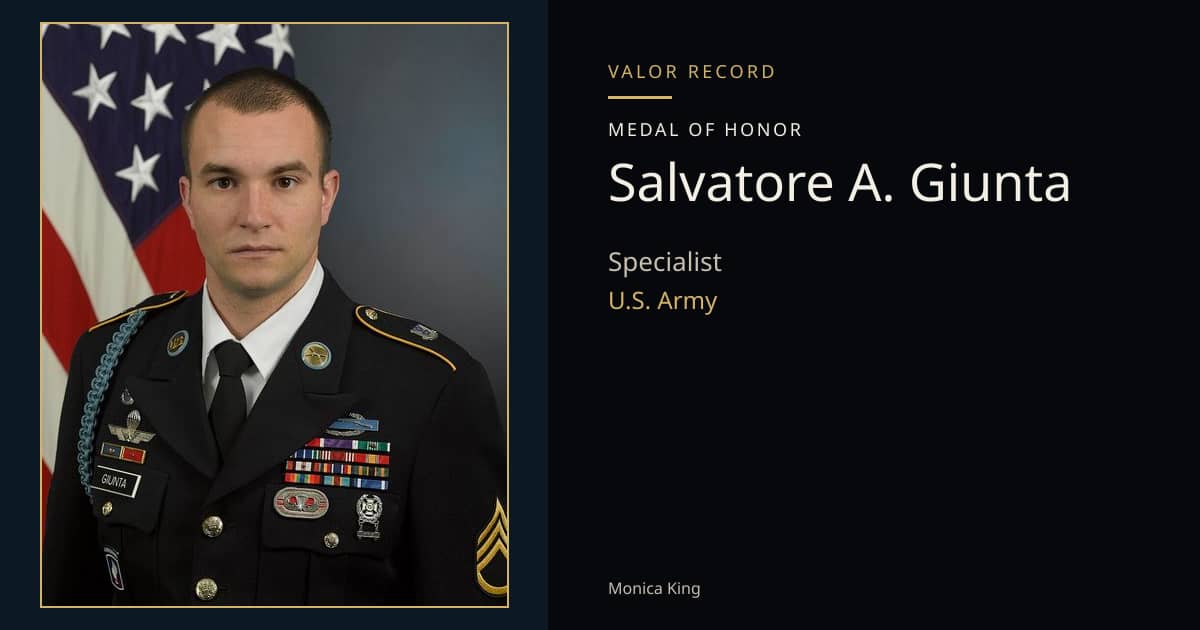 GIUNTA
VALOR RECORD
MEDAL OF HONOR
Salvatore A. Giunta
Specialist
U.S. Army
Monica King